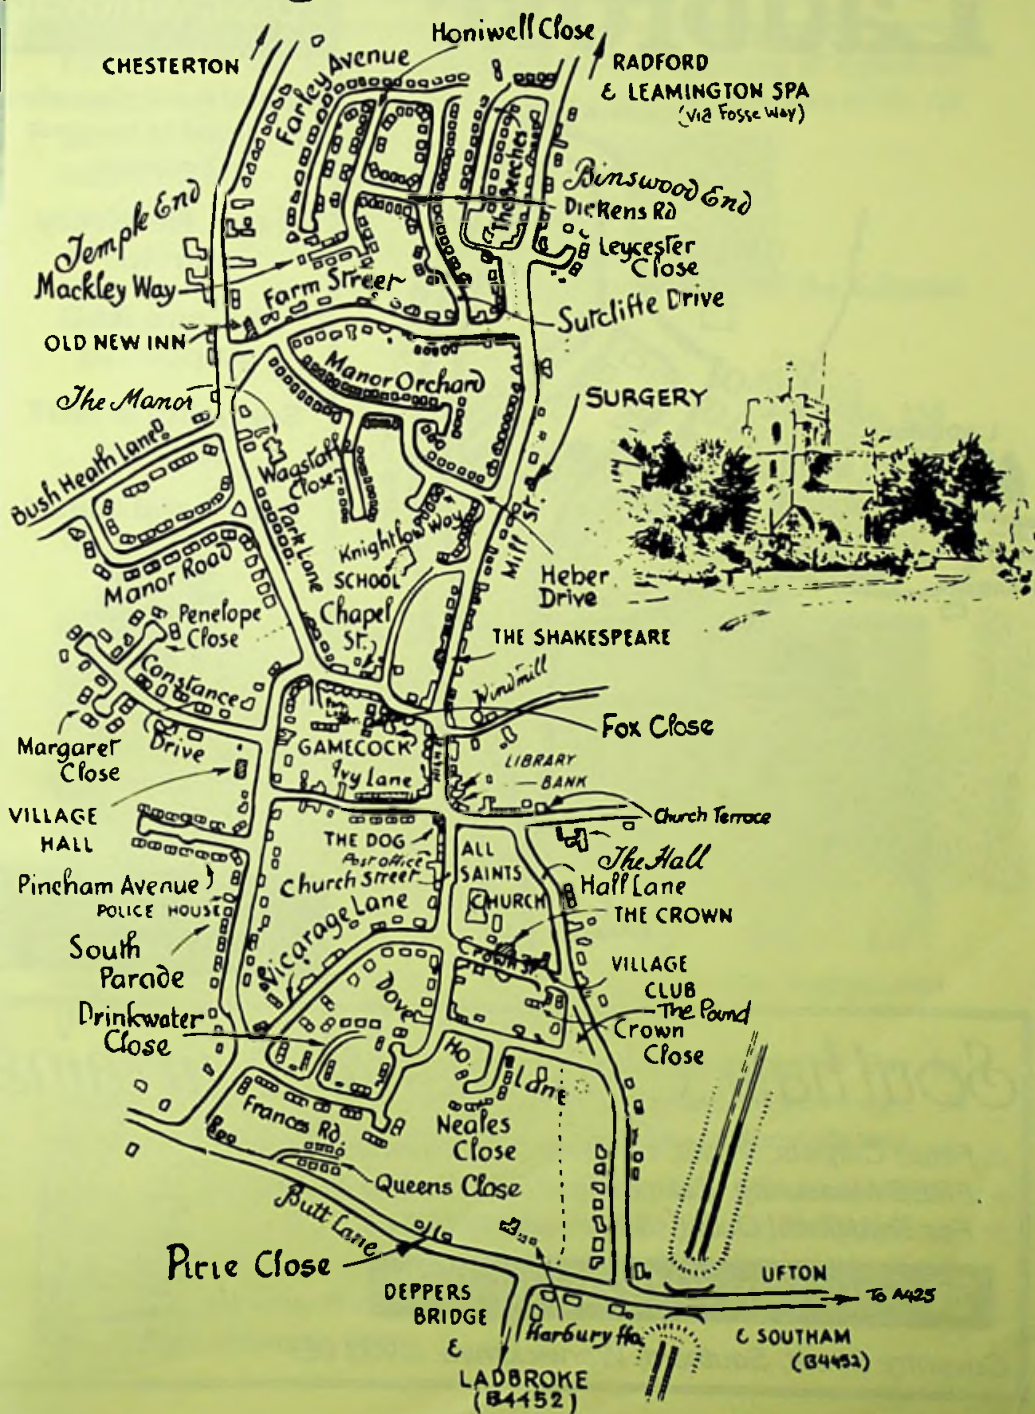 Honiwell Close
CHESTERTON
Farley Avenue
RADFORD
& LEAMINGTON SPA
(via Fosse Way)
The Beeches
Binswood End
Dickens Rd
Leycester
Close
Temple End
Mackley Way
Farm Street
Sutcliffe Drive
OLD NEW INN
Manor Orchard
The Manor
SURGERY
Bush Heath Lane
Wagstaff
Close
Park Lane
Knightlow Way
Mill St.
Manor Road
SCHOOL
Heber
Drive
Penelope
Close
Chapel
St.
THE SHAKESPEARE
Constance
Drive
Windmill
Fox Close
GAMECOCK
Margaret
Close
Ivy Lane
LIBRARY
BANK
VILLAGE
HALL
Church Terrace
THE DOG
Post office
Church Street
ALL
SAINTS
CHURCH
The Hall
Hall Lane
Pincham Avenue
POLICE HOUSE
THE CROWN
Vicarage Lane
South
Parade
Crown St
VILLAGE
CLUB
The Pound
Dovehouse Lane
Drinkwater
Close
Crown
Close
Frances Rd.
Neales
Close
Queens Close
Butt Lane
Pirie Close
UFTON
To A425
DEPPERS
BRIDGE
&
LADBROKE
(B4452)
Harbury Ho.
& SOUTHAM
(B4452)